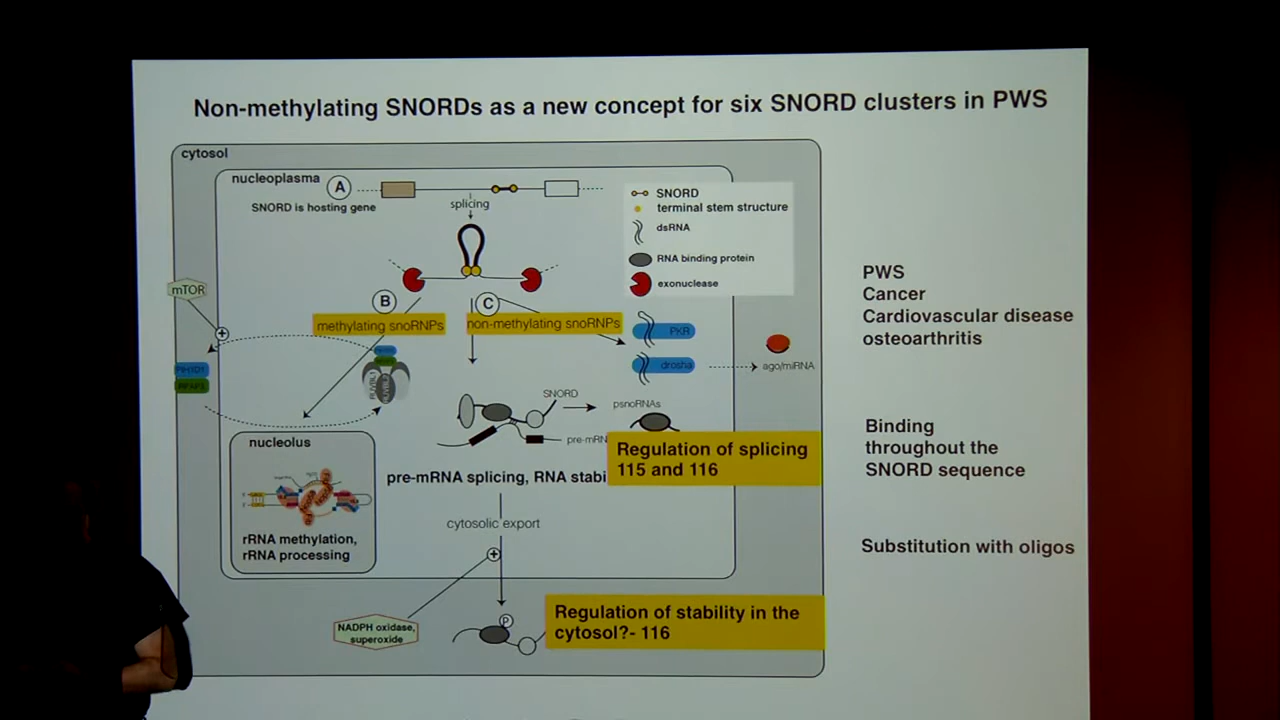 Non-methylating SNORDs as a new concept for six SNORD clusters in PWS
cytosol
nucleoplasma
A
SNORD is hosting gene
splicing
SNORD
terminal stem structure
dsRNA
RNA binding protein
exonuclease
mTOR
B
C
methylating snoRNPs
non-methylating snoRNPs
PKR
drosha
ago/miRNA
PIH1D1
RPAP3
SNORD
psnoRNAs
pre-mRN
nucleolus
rRNA methylation,
rRNA processing
Regulation of splicing
115 and 116
pre-mRNA splicing, RNA stabi
cytosolic export
NADPH oxidase,
superoxide
P
Regulation of stability in the
cytosol?- 116
PWS
Cancer
Cardiovascular disease
osteoarthritis
Binding
throughout the
SNORD sequence
Substitution with oligos